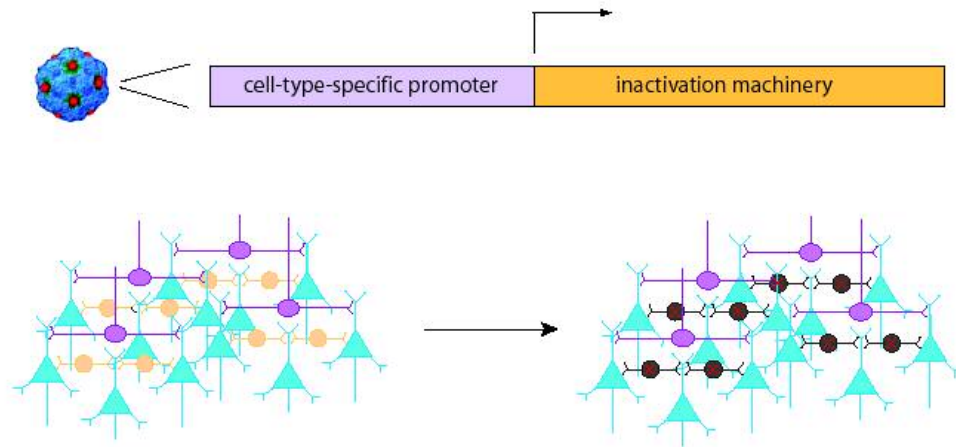 cell-type-specific promoter
inactivation machinery